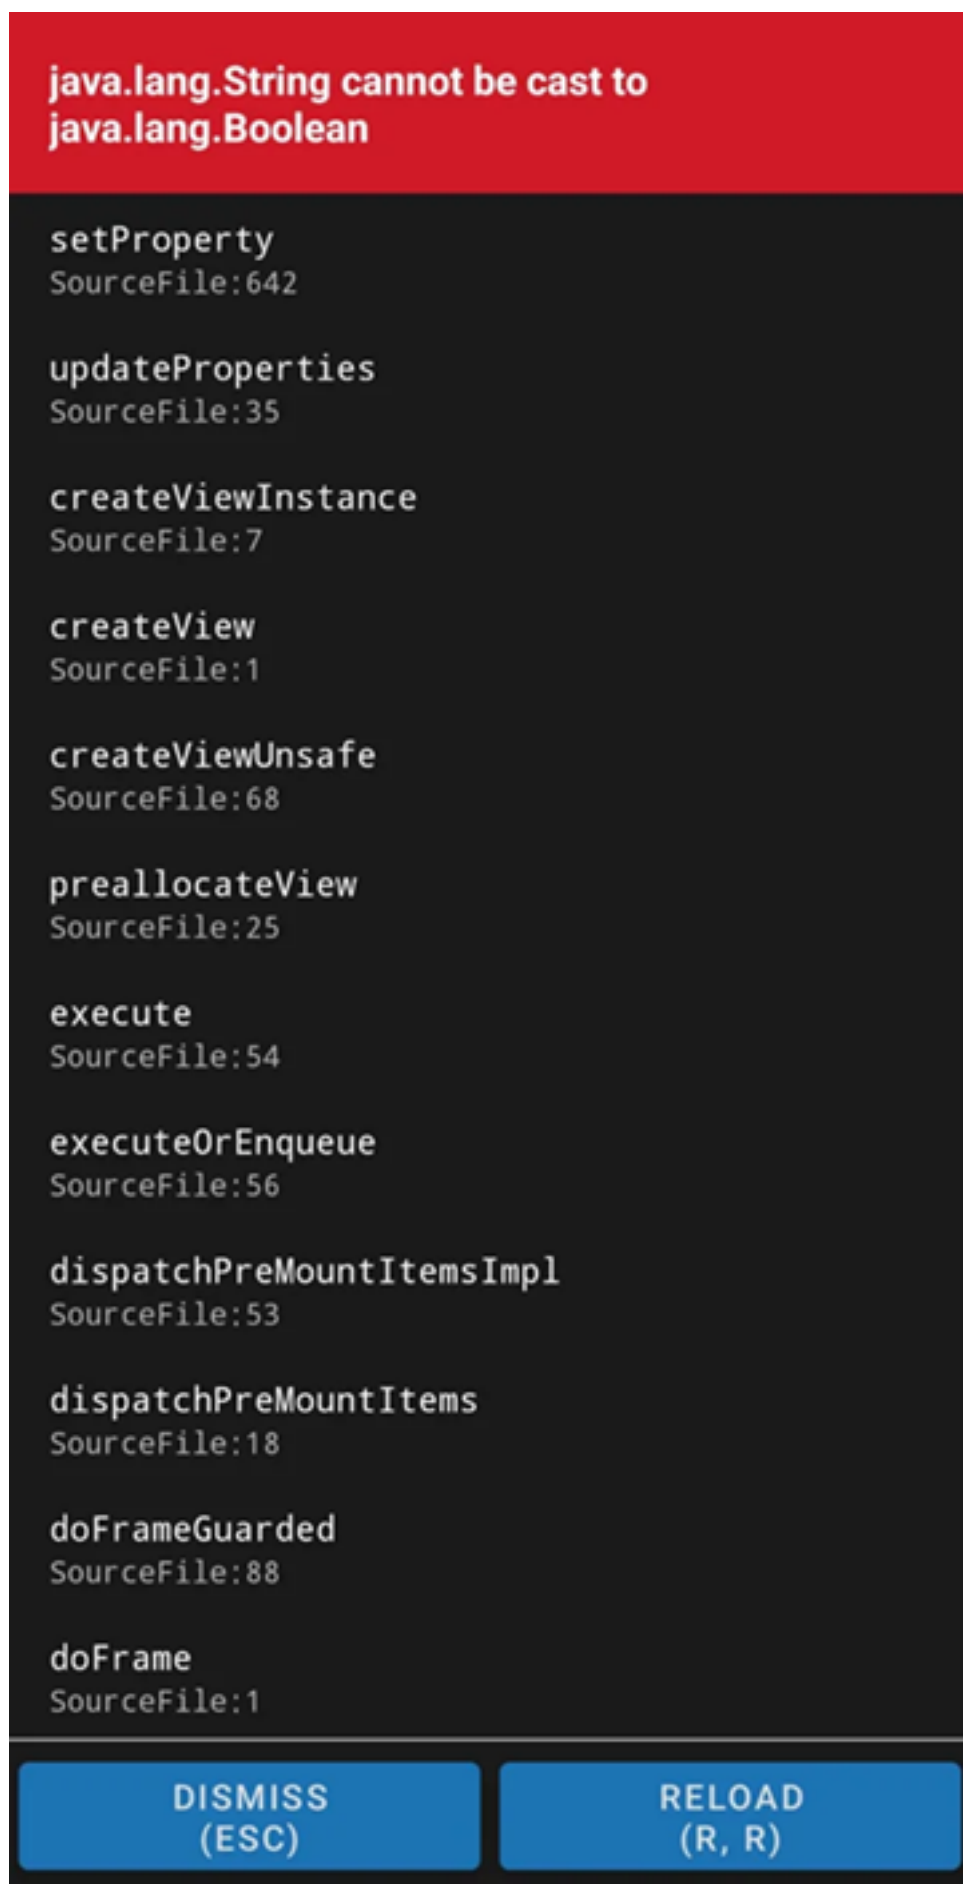 java.lang.String cannot be cast to
java.lang.Boolean
setProperty
SourceFile:642
updateProperties
SourceFile:35
createViewInstance
SourceFile:7
createView
SourceFile:1
createViewUnsafe
SourceFile:68
preallocateView
SourceFile:25
execute
SourceFile:54
executeOrEnqueue
SourceFile:56
dispatchPreMountItemsImpl
SourceFile:53
dispatchPreMountItems
SourceFile:18
doFrameGuarded
SourceFile:88
doFrame
SourceFile:1
DISMISS
(ESC)
RELOAD
(R, R)